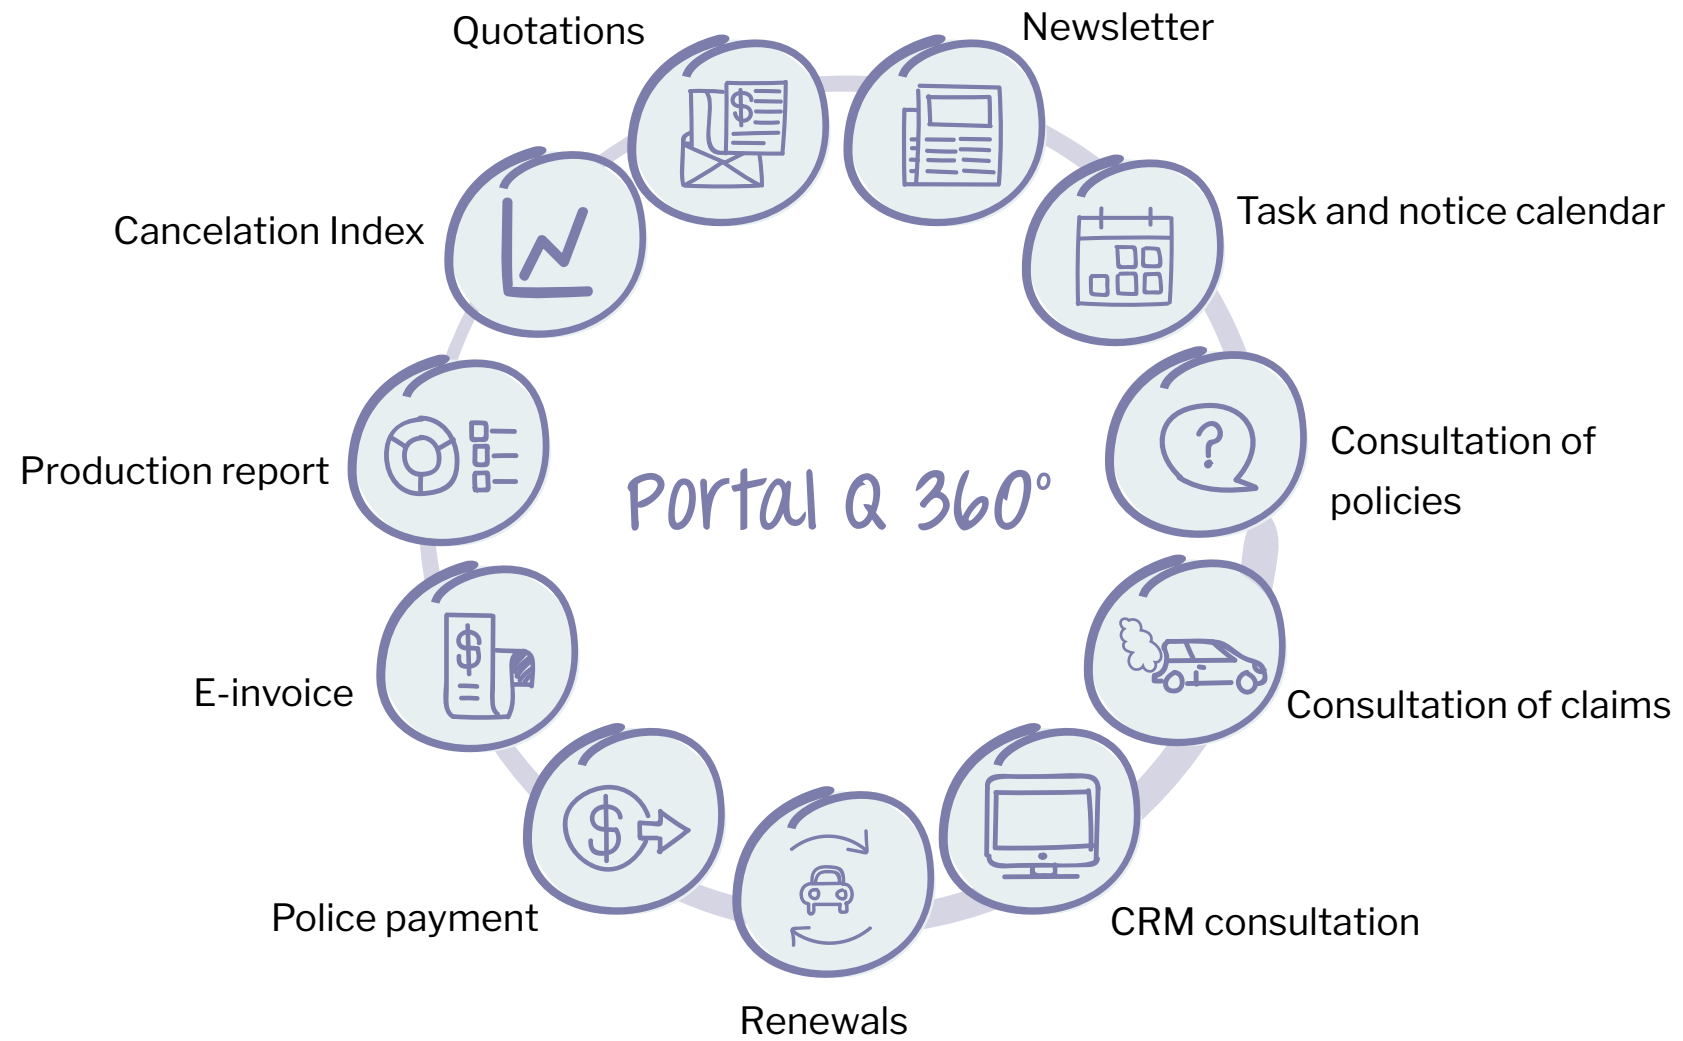 Quotations
Newsletter
Cancelation Index
Task and notice calendar
Production report
Portal Q 360°
Consultation of
policies
E-invoice
Consultation of claims
Police payment
CRM consultation
Renewals
$
?
$
$